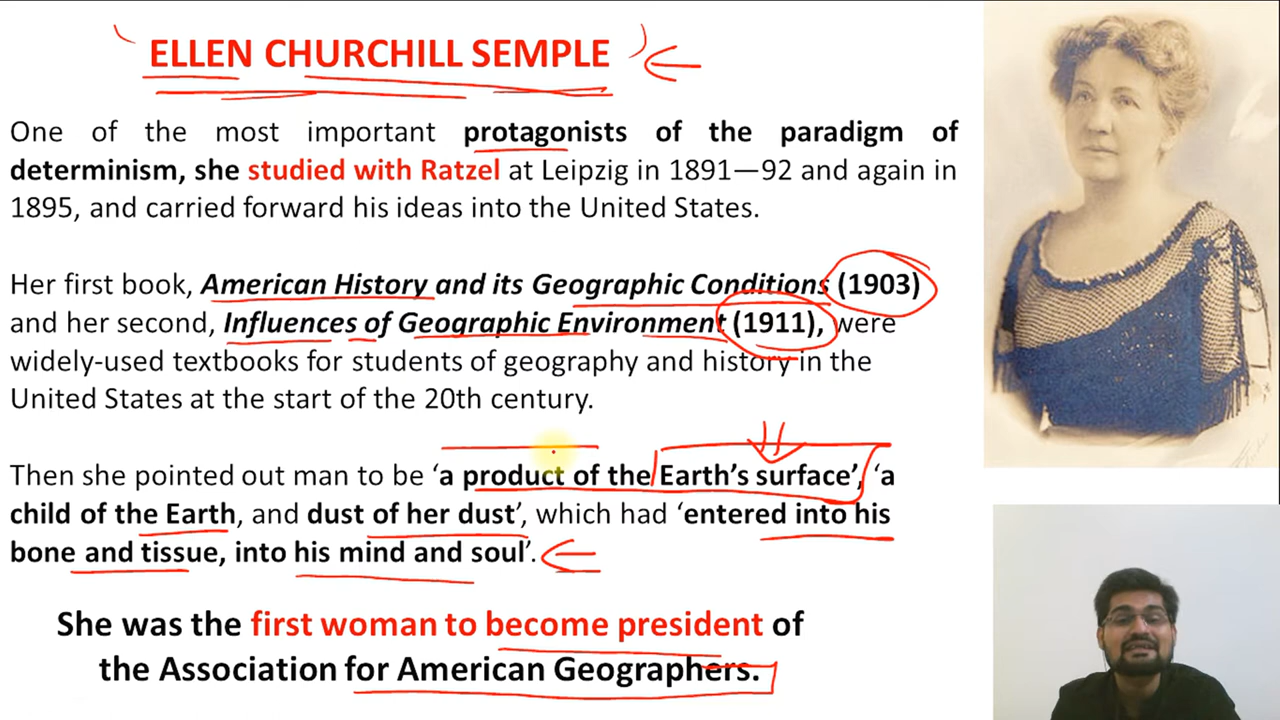 ELLEN CHURCHILL SEMPLE
One of the most important protagonists of the paradigm of
determinism, she studied with Ratzel at Leipzig in 1891—92 and again in
1895, and carried forward his ideas into the United States.
Her first book, American History and its Geographic Conditions (1903)
and her second, Influences of Geographic Environment (1911), were
widely-used textbooks for students of geography and history in the
United States at the start of the 20th century.
Then she pointed out man to be ‘a product of the Earth’s surface’, ‘a
child of the Earth, and dust of her dust’, which had ‘entered into his
bone and tissue, into his mind and soul’.
She was the first woman to become president of
the Association for American Geographers.